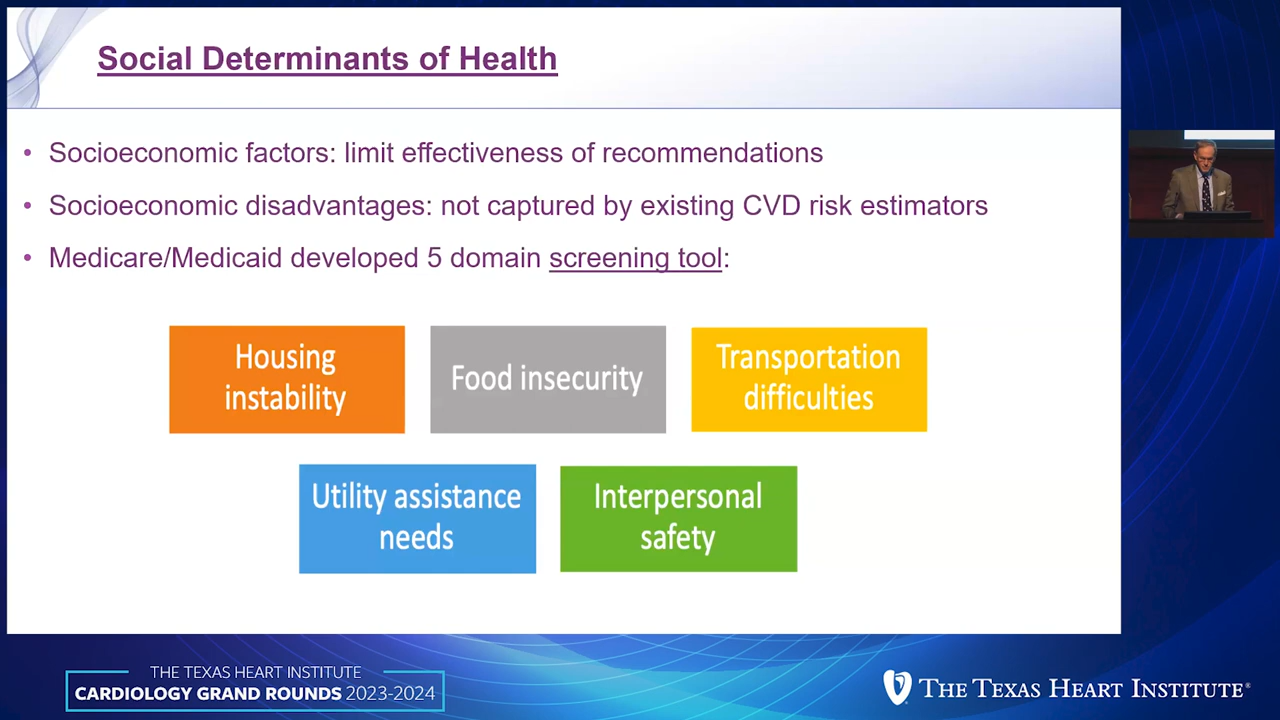 Social Determinants of Health
• Socioeconomic factors: limit effectiveness of recommendations
• Socioeconomic disadvantages: not captured by existing CVD risk estimators
• Medicare/Medicaid developed 5 domain screening tool:
Housing
instability
Food insecurity
Transportation
difficulties
Utility assistance
needs
Interpersonal
safety
THE TEXAS HEART INSTITUTE
CARDIOLOGY GRAND ROUNDS 2023-2024
THE TEXAS HEART INSTITUTE®